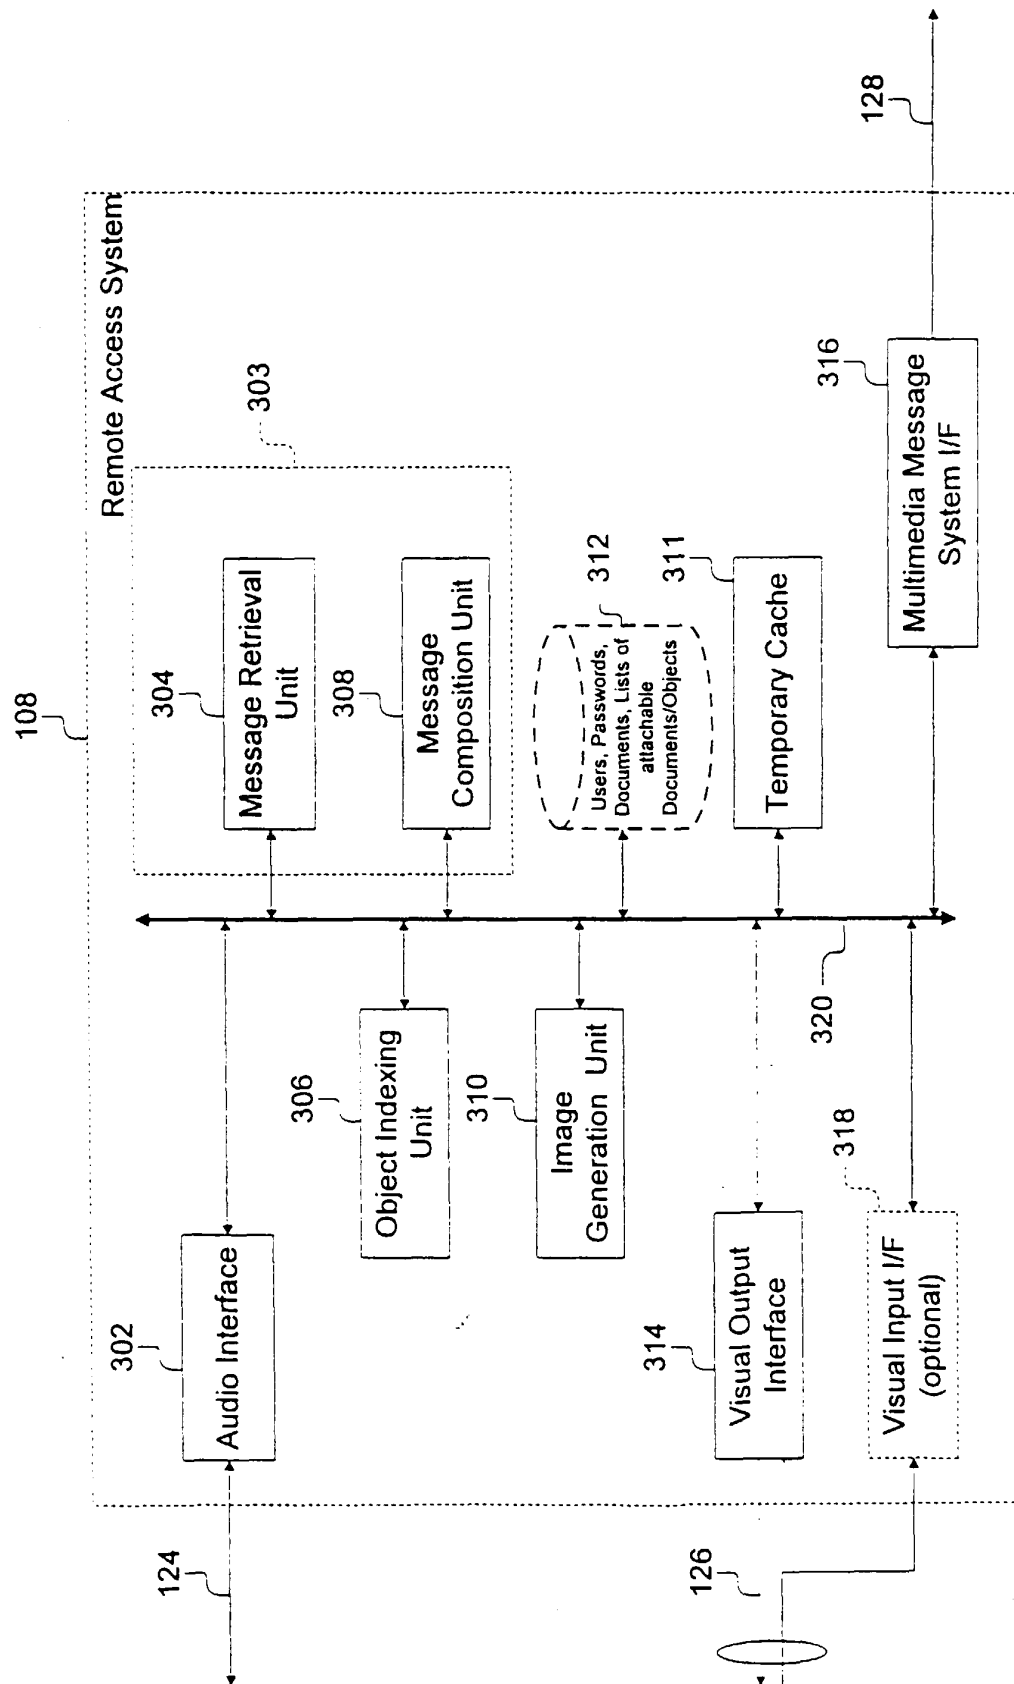 108
Remote Access System
303
304
Message Retrieval
Unit
308
Message
Composition Unit
312
Users, Passwords,
Documents, Lists of
attachable
Documents/Objects
311
Temporary Cache
316
Multimedia Message
System I/F
128
302
Audio Interface
306
Object Indexing
Unit
310
Image
Generation Unit
314
Visual Output
Interface
318
Visual Input I/F
(optional)
320
124
126